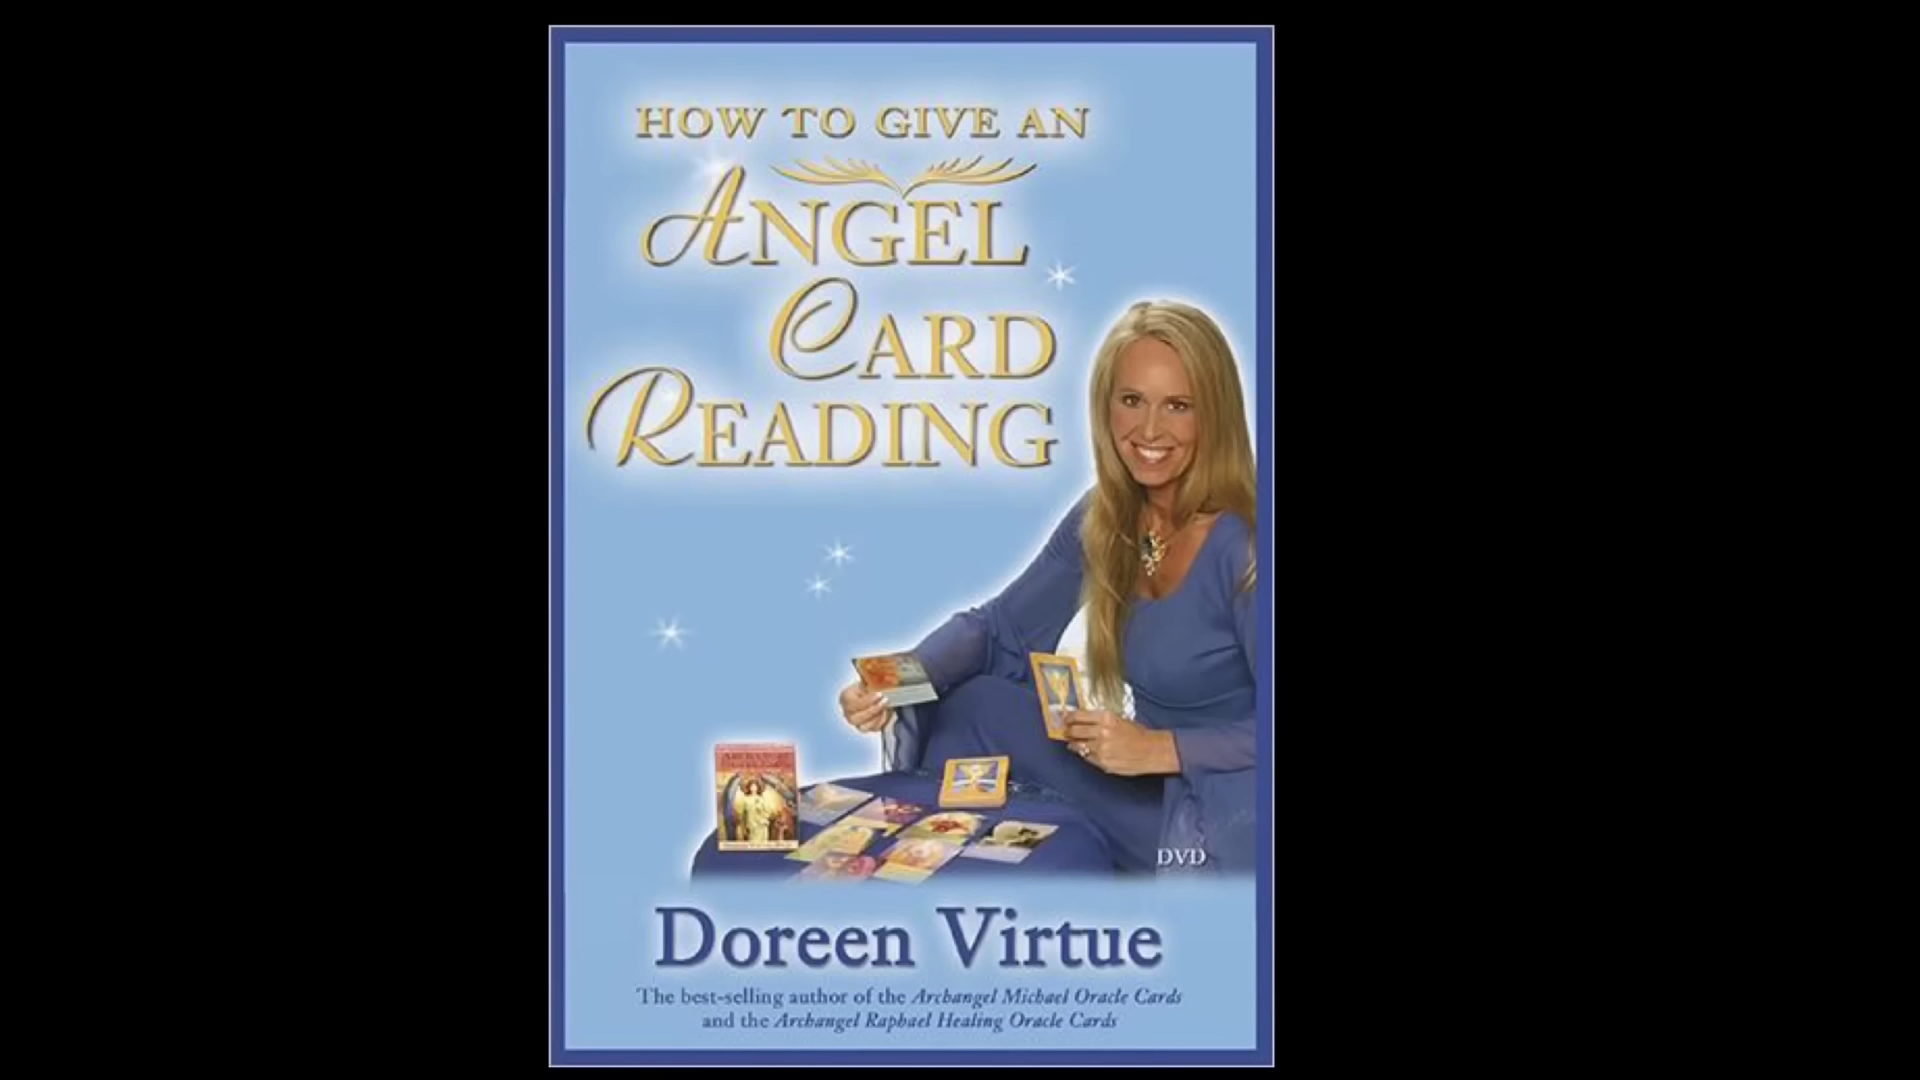 HOW TO GIVE AN
ANGEL
CARD
READING
DVD
Doreen Virtue
The best-selling author of the Archangel Michael Oracle Cards
and the Archangel Raphael Healing Oracle Cards